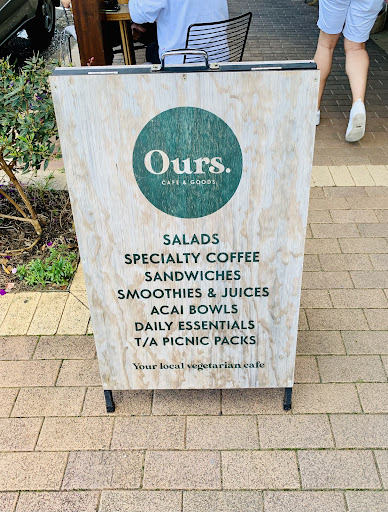 Ours.
CAFE & GOODS
SALADS
SPECIALTY COFFEE
SANDWICHES
SMOOTHIES & JUICES
ACAI BOWLS
DAILY ESSENTIALS
T/A PICNIC PACKS
Your local vegetarian cafe